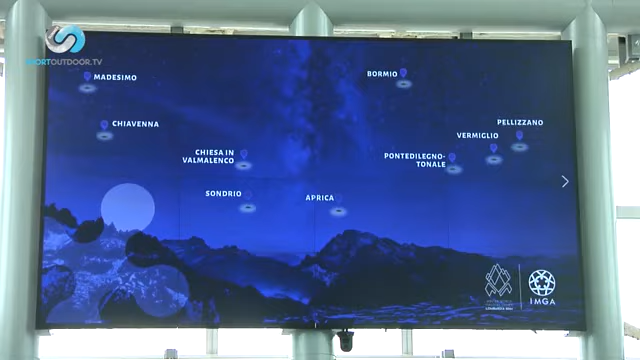 SPORTOUTDOOR.TV
MADESIMO
BORMIO
CHIAVENNA
PELLIZZANO
VERMIGLIO
CHIESA IN
VALMALENCO
PONTEDILEGNO-
TONALE
SONDRIO
APRICA
IMGA